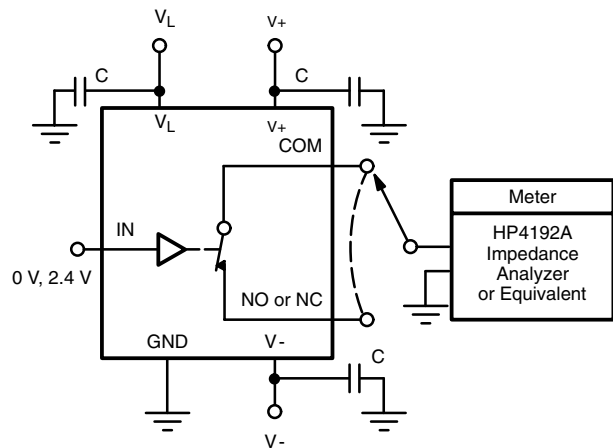 VL
V+
C
C
VL
V+
COM
Meter
IN
HP4192A
Impedance
Analyzer
or Equivalent
0 V, 2.4 V
NO or NC
GND
V-
C
V-